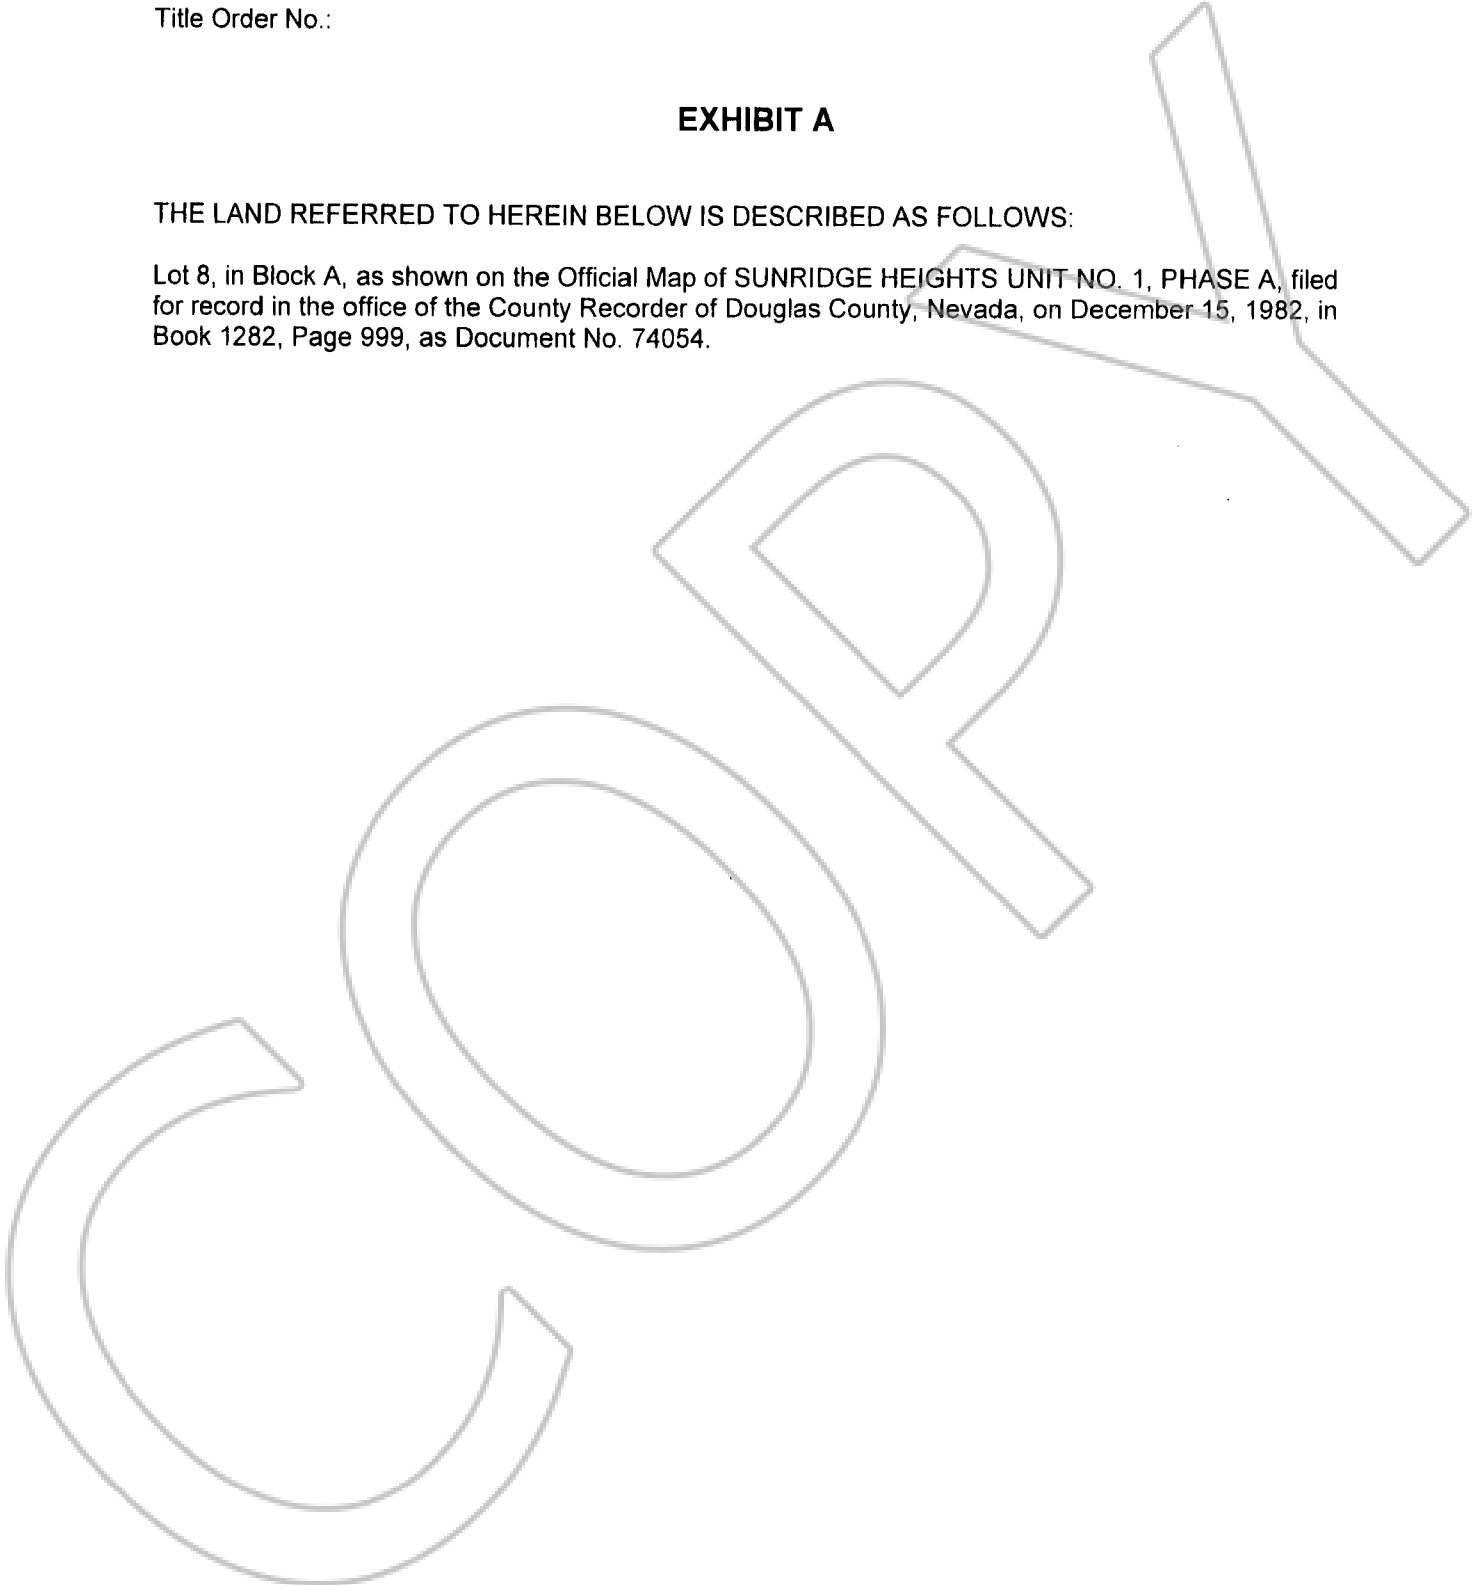 Title Order No.:
EXHIBIT A
THE LAND REFERRED TO HEREIN BELOW IS DESCRIBED AS FOLLOWS:
Lot 8, in Block A, as shown on the Official Map of SUNRIDGE HEIGHTS UNIT NO. 1, PHASE A, filed
for record in the office of the County Recorder of Douglas County, Nevada, on December 15, 1982, in
Book 1282, Page 999, as Document No. 74054.
COPY